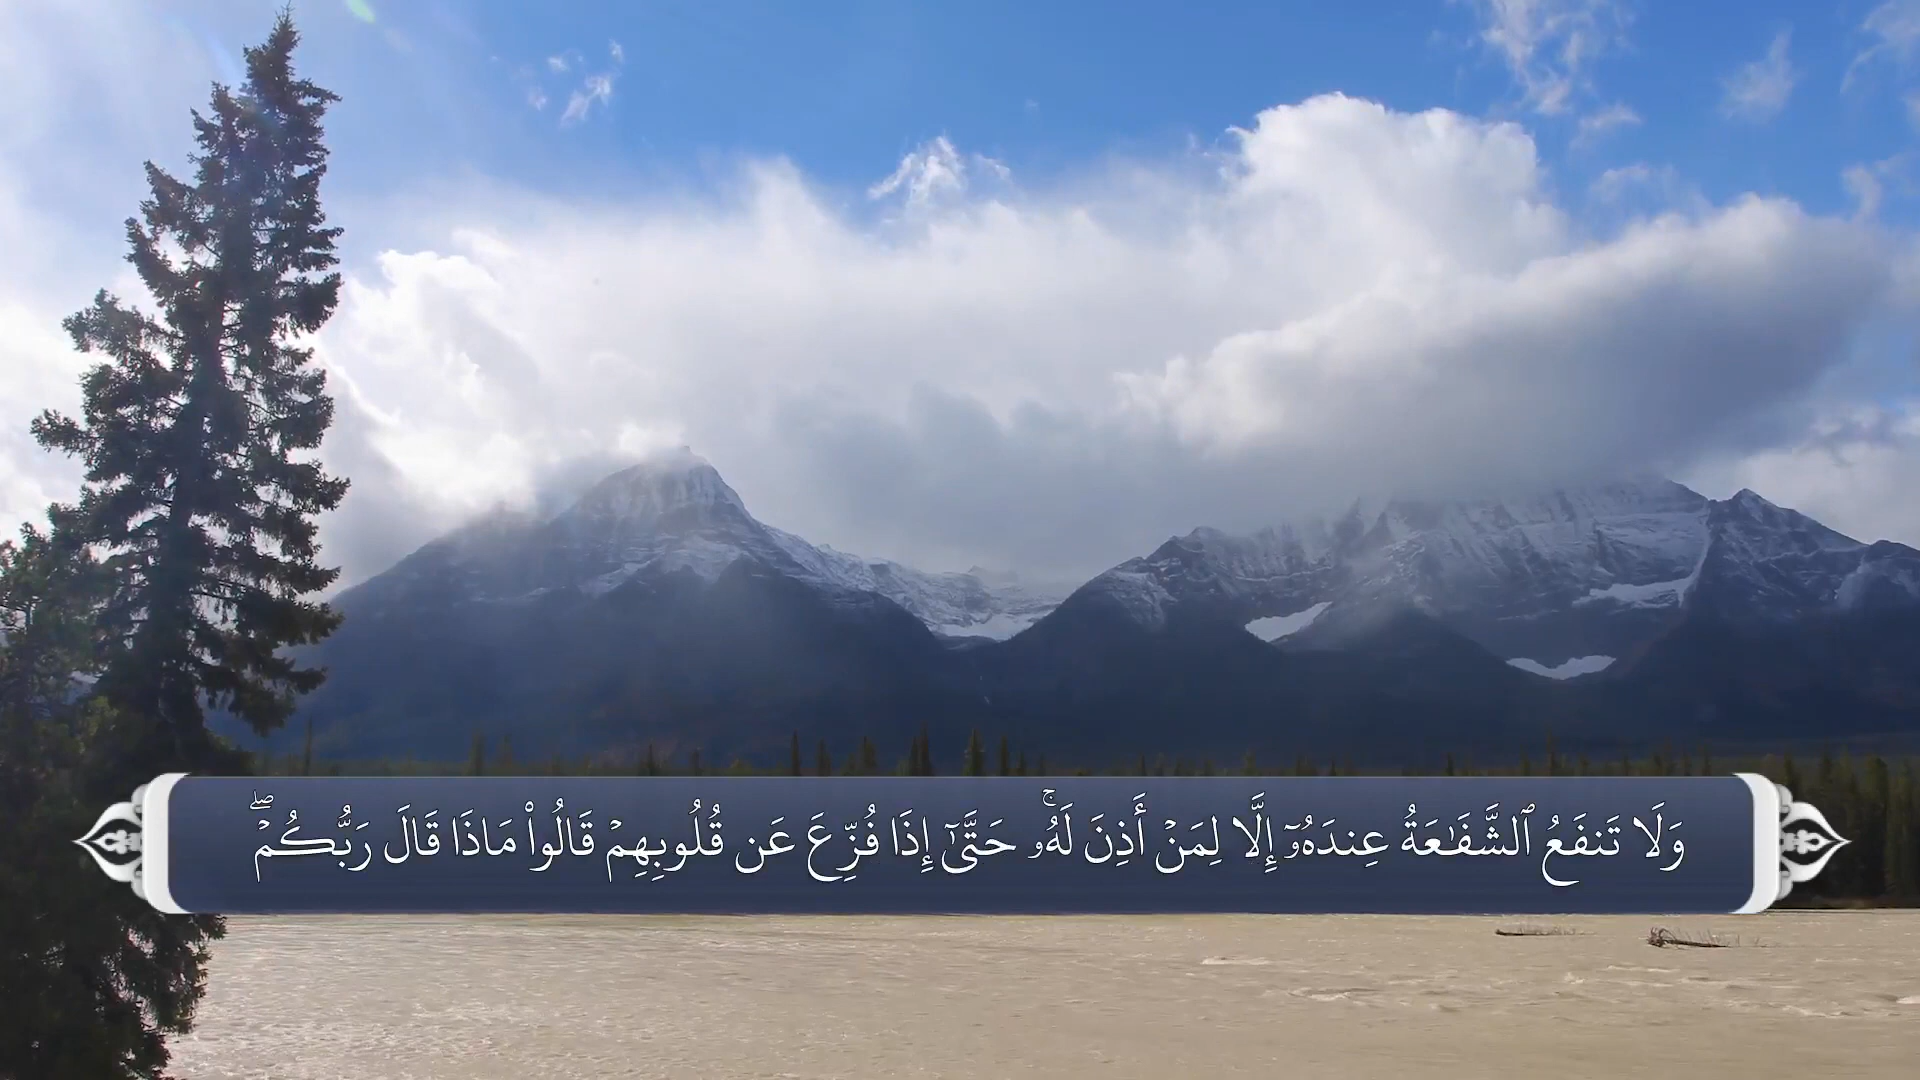 وَلَا تَنفَعُ ٱلشَّفَـٰعَةُ عِندَهُۥٓ إِلَّا لِمَنْ أَذِنَ لَهُۥ ۚ حَتَّىٰٓ إِذَا فُزِّعَ عَن قُلُوبِهِمْ قَالُوا۟ مَاذَا قَالَ رَبُّكُمْ ۖ